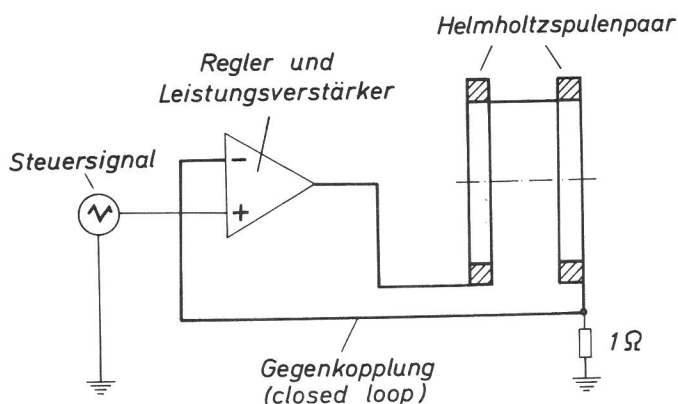 Helmholtzspulenpaar
Regler und
Leistungsverstärker
Steuersignal
-
+
1Ω
Gegenkopplung
(closed loop)